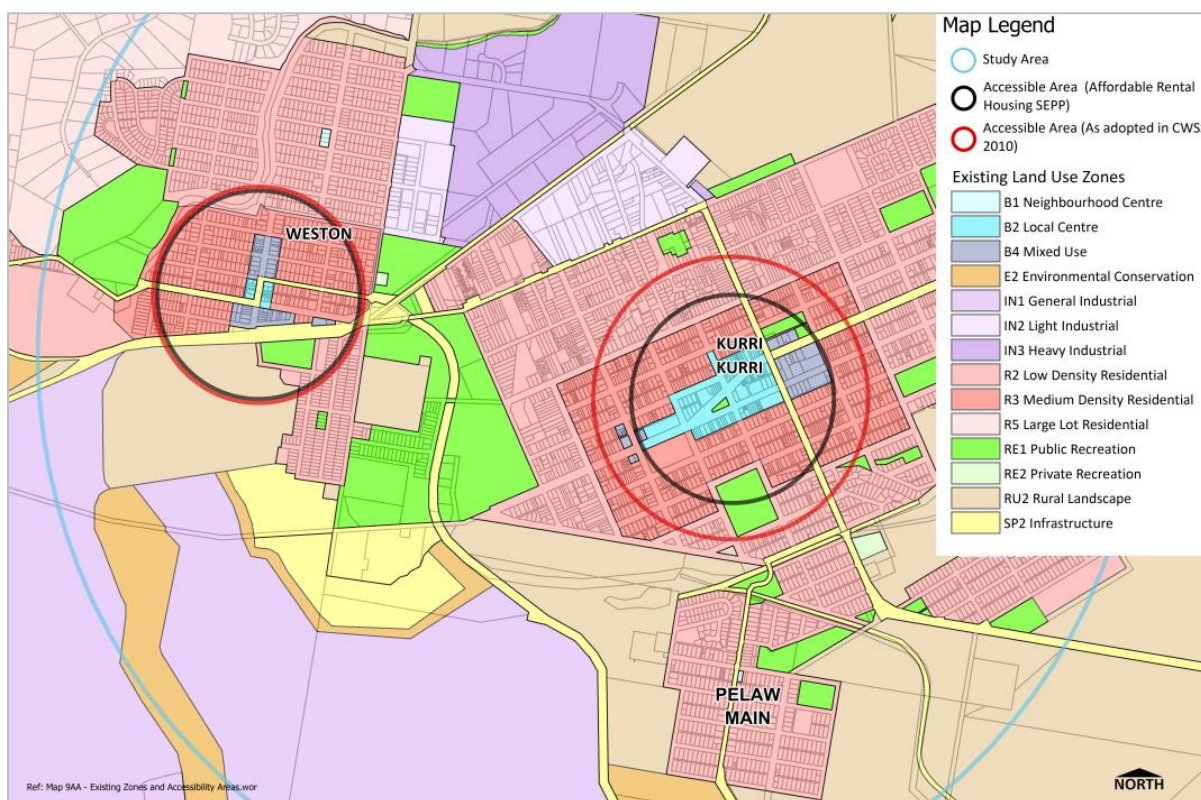 Map Legend
Study Area
Accessible Area (Affordable Rental
Housing SEPP)
Accessible Area (As adopted in CWS
2010)
Existing Land Use Zones
B1 Neighbourhood Centre
B2 Local Centre
B4 Mixed Use
E2 Environmental Conservation
IN1 General Industrial
IN2 Light Industrial
IN3 Heavy Industrial
R2 Low Density Residential
R3 Medium Density Residential
R5 Large Lot Residential
RE1 Public Recreation
RE2 Private Recreation
RU2 Rural Landscape
SP2 Infrastructure
WESTON
KURRI
KURRI
PELAW
MAIN
Ref: Map 9AA - Existing Zones and Accessibility Areas.wor
NORTH